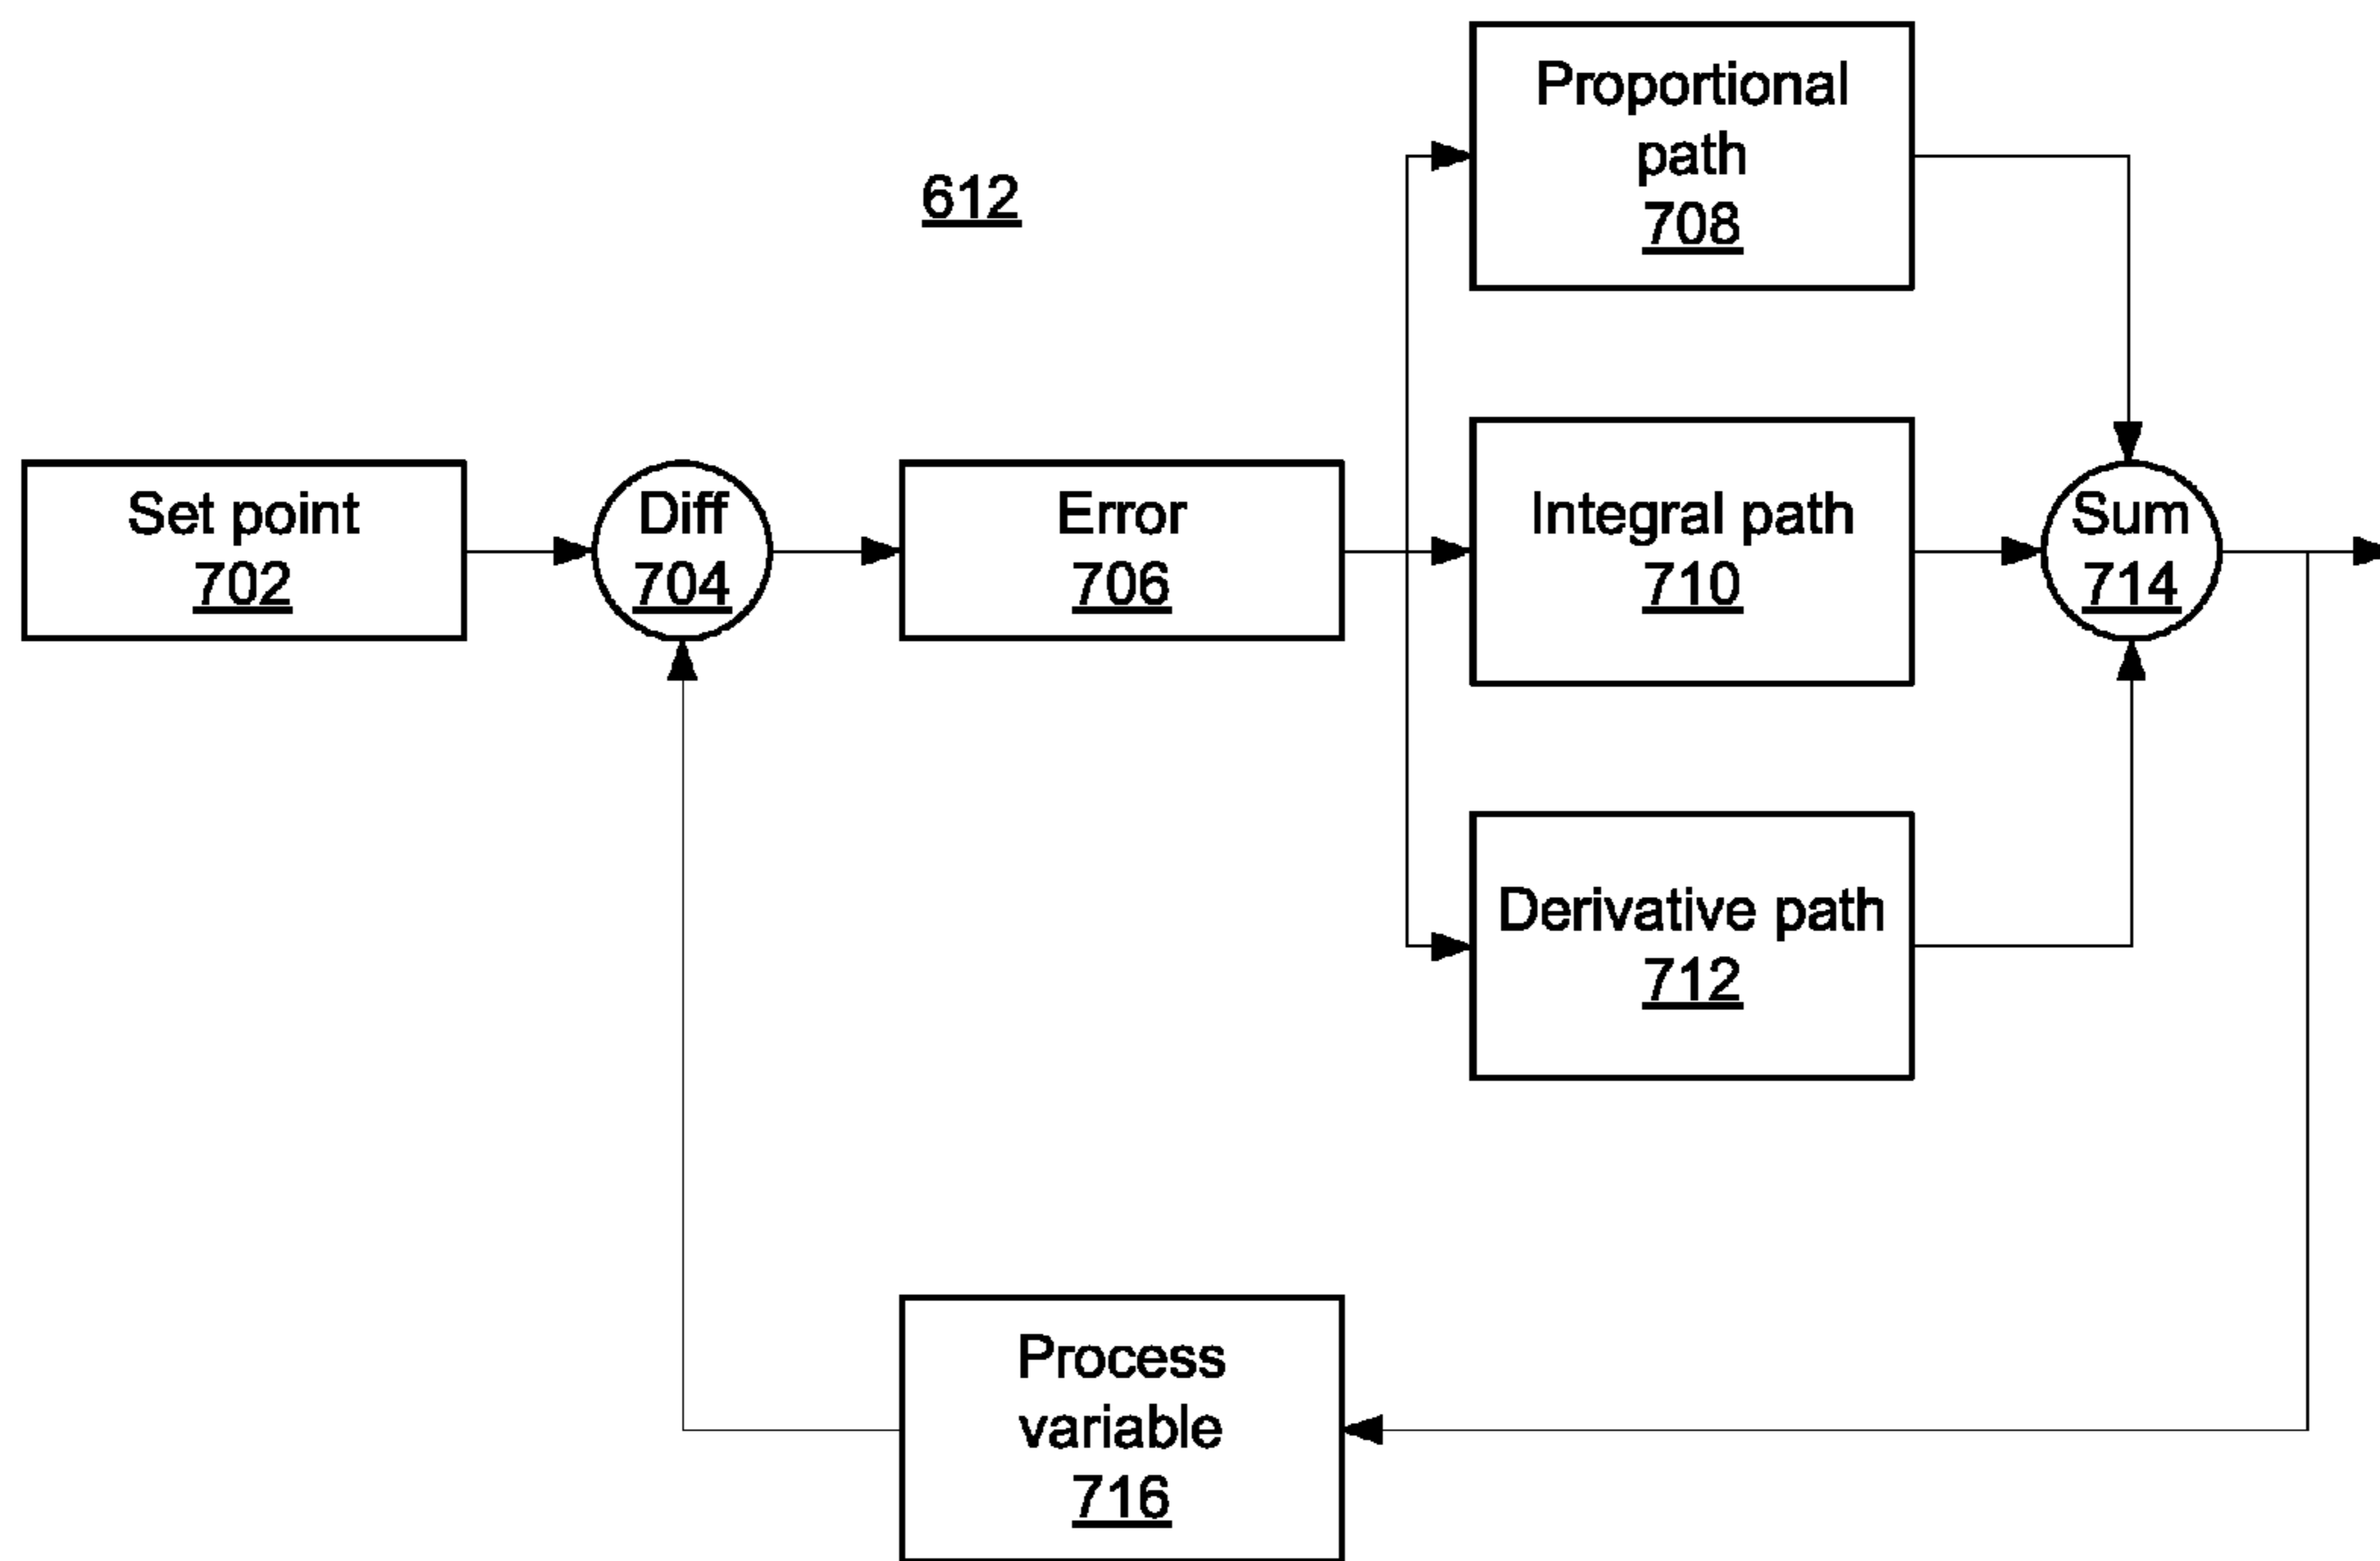 612
Proportional
path
708
Set point
702
Diff
704
Error
706
Integral path
710
Sum
714
Derivative path
712
Process
variable
716